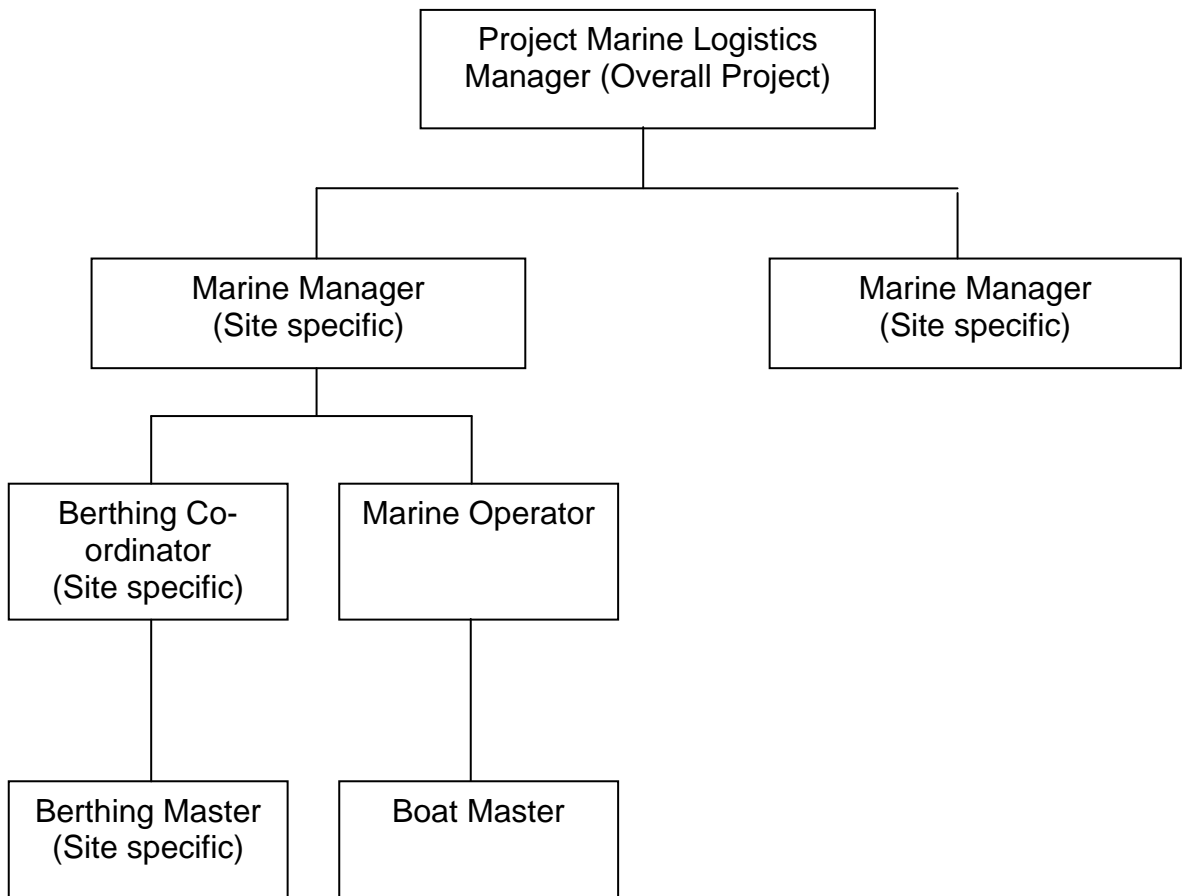 Project Marine Logistics
Manager (Overall Project)
Marine Manager
(Site specific)
Marine Manager
(Site specific)
Berthing Co-
ordinator
(Site specific)
Marine Operator
Berthing Master
(Site specific)
Boat Master